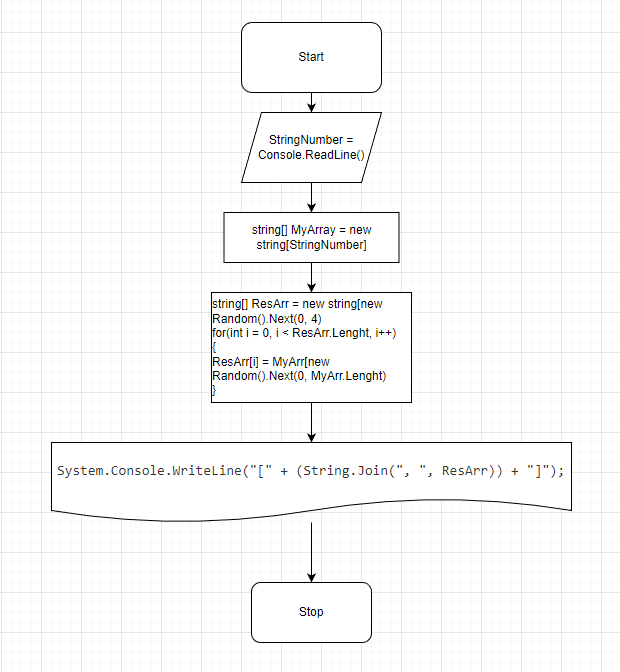 Start
StringNumber =
Console.ReadLine()
string[] MyArray = new
string[StringNumber]
string[] ResArr = new string[new
Random().Next(0, 4)
for(int i = 0, i < ResArr.Lenght, i++)
{
ResArr[i] = MyArr[new
Random().Next(0, MyArr.Lenght)
}
System.Console.WriteLine("[" + (String.Join(", ", ResArr)) + "]");
Stop